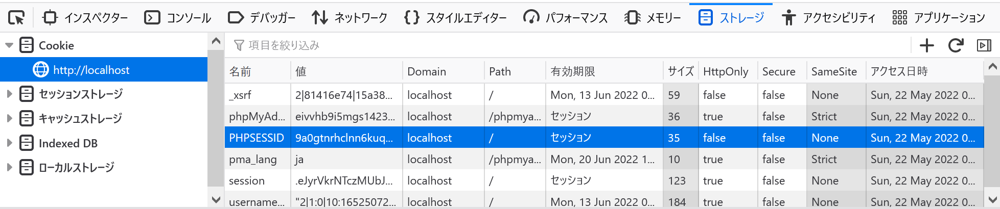 インスペクター コンソール デバッガー ネットワーク スタイルエディター パフォーマンス メモリー ストレージ アクセシビリティ アプリケーション
Cookie
http://localhost
セッションストレージ
キャッシュストレージ
Indexed DB
ローカルストレージ
項目を絞り込み
名前 値 Domain Path 有効期限 サイズ HttpOnly Secure SameSite アクセス日時
_xsrf 2|81416e74|15a38... localhost / Mon, 13 Jun 2022 0... 59 false false None Sun, 22 May 2022 0...
phpMyAd... eivvhb9i5mgs1423... localhost /phpmya... セッション 36 true false Strict Sun, 22 May 2022 0...
PHPSESSID 9a0gtnrhclnn6kuq... localhost / セッション 35 false false None Sun, 22 May 2022 0...
pma_lang ja localhost /phpmya... Mon, 20 Jun 2022 1... 10 true false Strict Sun, 22 May 2022 0...
session .eJyrVkrNTczMUbJ... localhost / セッション 123 true false None Sun, 22 May 2022 0...
username... "2|1:0|10:16525072... localhost / Mon, 13 Jun 2022 0... 184 true false None Sun, 22 May 2022 0...